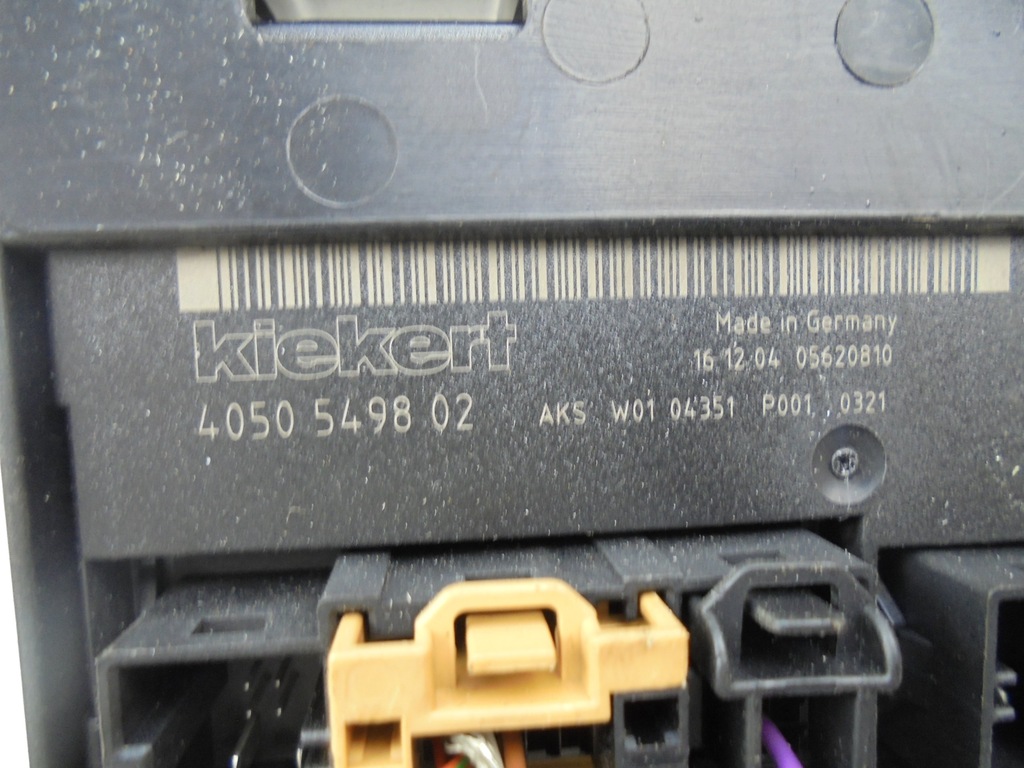 kiekert
Made in Germany
16 12 04 05620810
4050 5498 02
AKS W01 04351 P001 0321